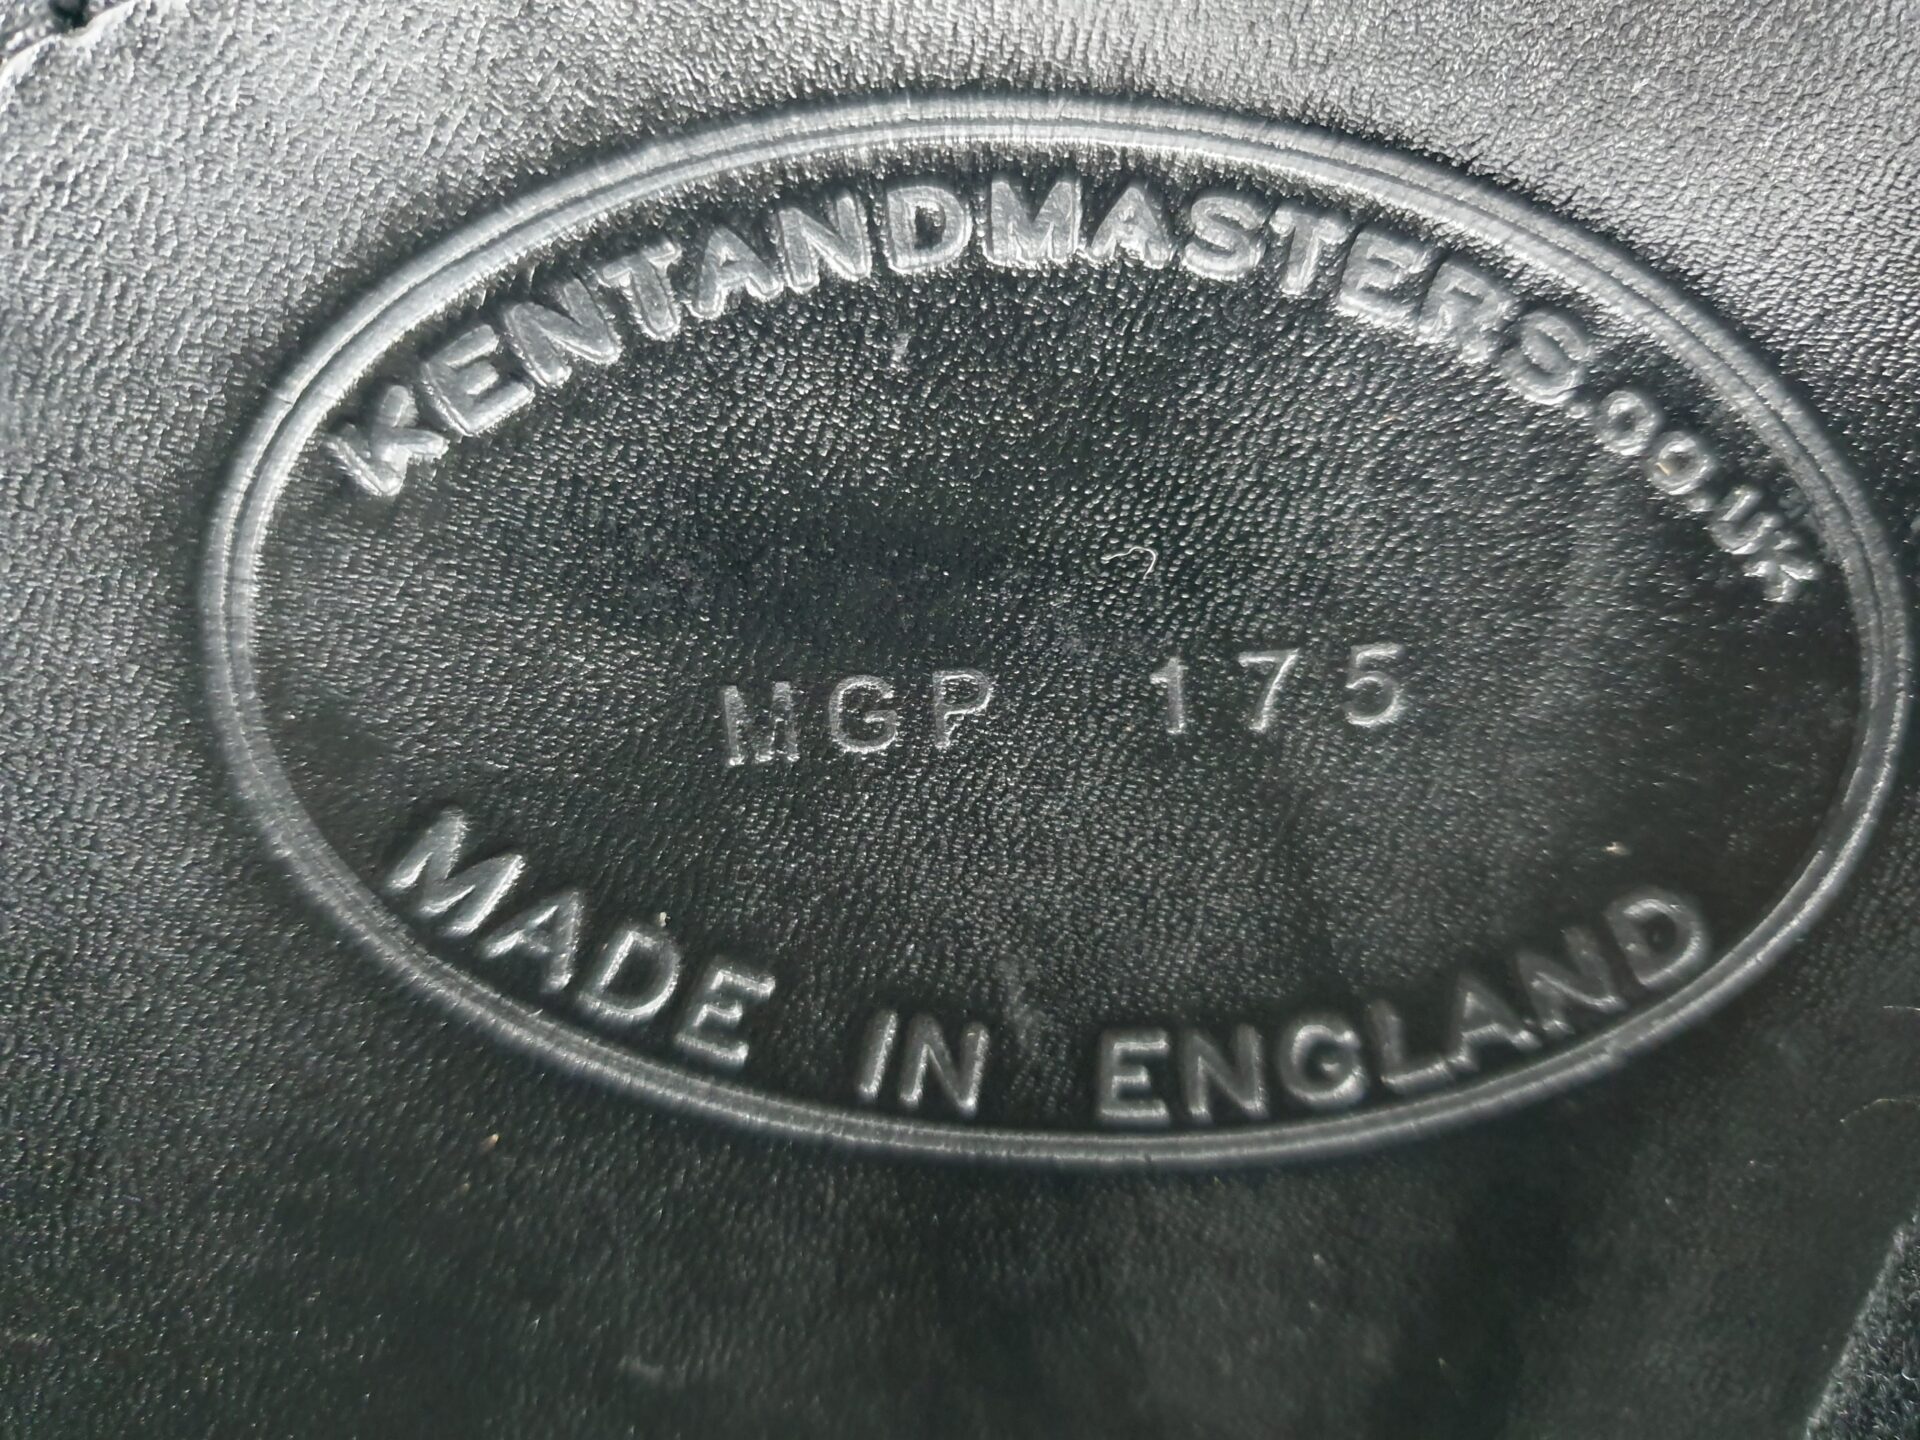 KENTANDMASTERS.co.uk
MGP 175
MADE IN ENGLAND